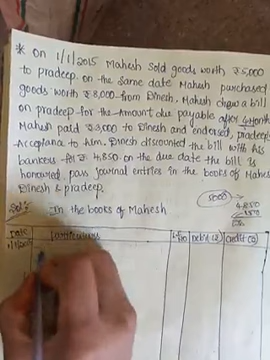 * On 1/1/2015 Mahesh sold goods worth ₹5,000
to pradeep. on the same date Mahesh purchased
goods worth ₹8,000 from Dinesh. Mahesh drew a bill
on pradeep for the Amount due payable after 4 month
Mahesh paid ₹3,000 to Dinesh and endorsed, pradeep
Acceptance to him. Dinesh discounted the bill with his
bankers for ₹4,850. on the due date the bill is
honoured. pass journal entries in the books of Mahes
Dinesh & pradeep.
5000
4,850
150
Sol:- In the books of Mahesh
Date Particulars Debit (₹) Credit (₹)
1/1/2015